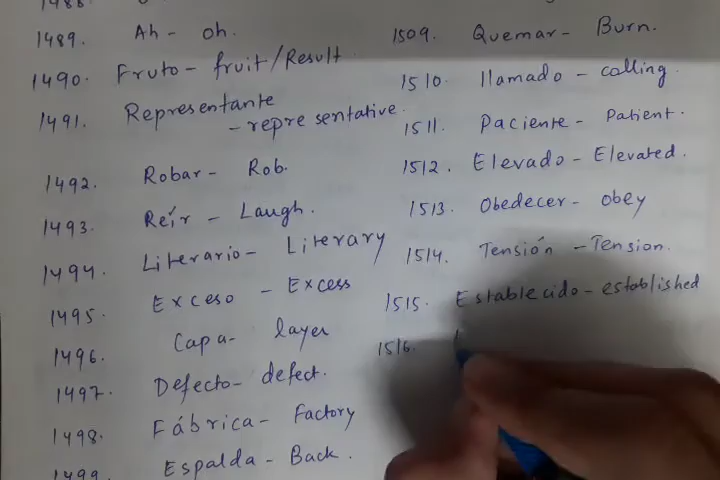 1488.
1489. Ah - oh.
1490. Fruto - fruit/Result
1491. Representante
- representative.
1492. Robar - Rob.
1493. Reír - Laugh.
1494. Literario - Literary
1495. Exceso - Excess
1496. Capa - layer
1497. Defecto - defect.
1498. Fábrica - Factory
1499. Espalda - Back.
1509. Quemar - Burn.
1510. llamado - calling.
1511. Paciente - Patient.
1512. Elevado - Elevated.
1513. Obedecer - obey
1514. Tensión - Tension.
1515. Establecido - established
1516.